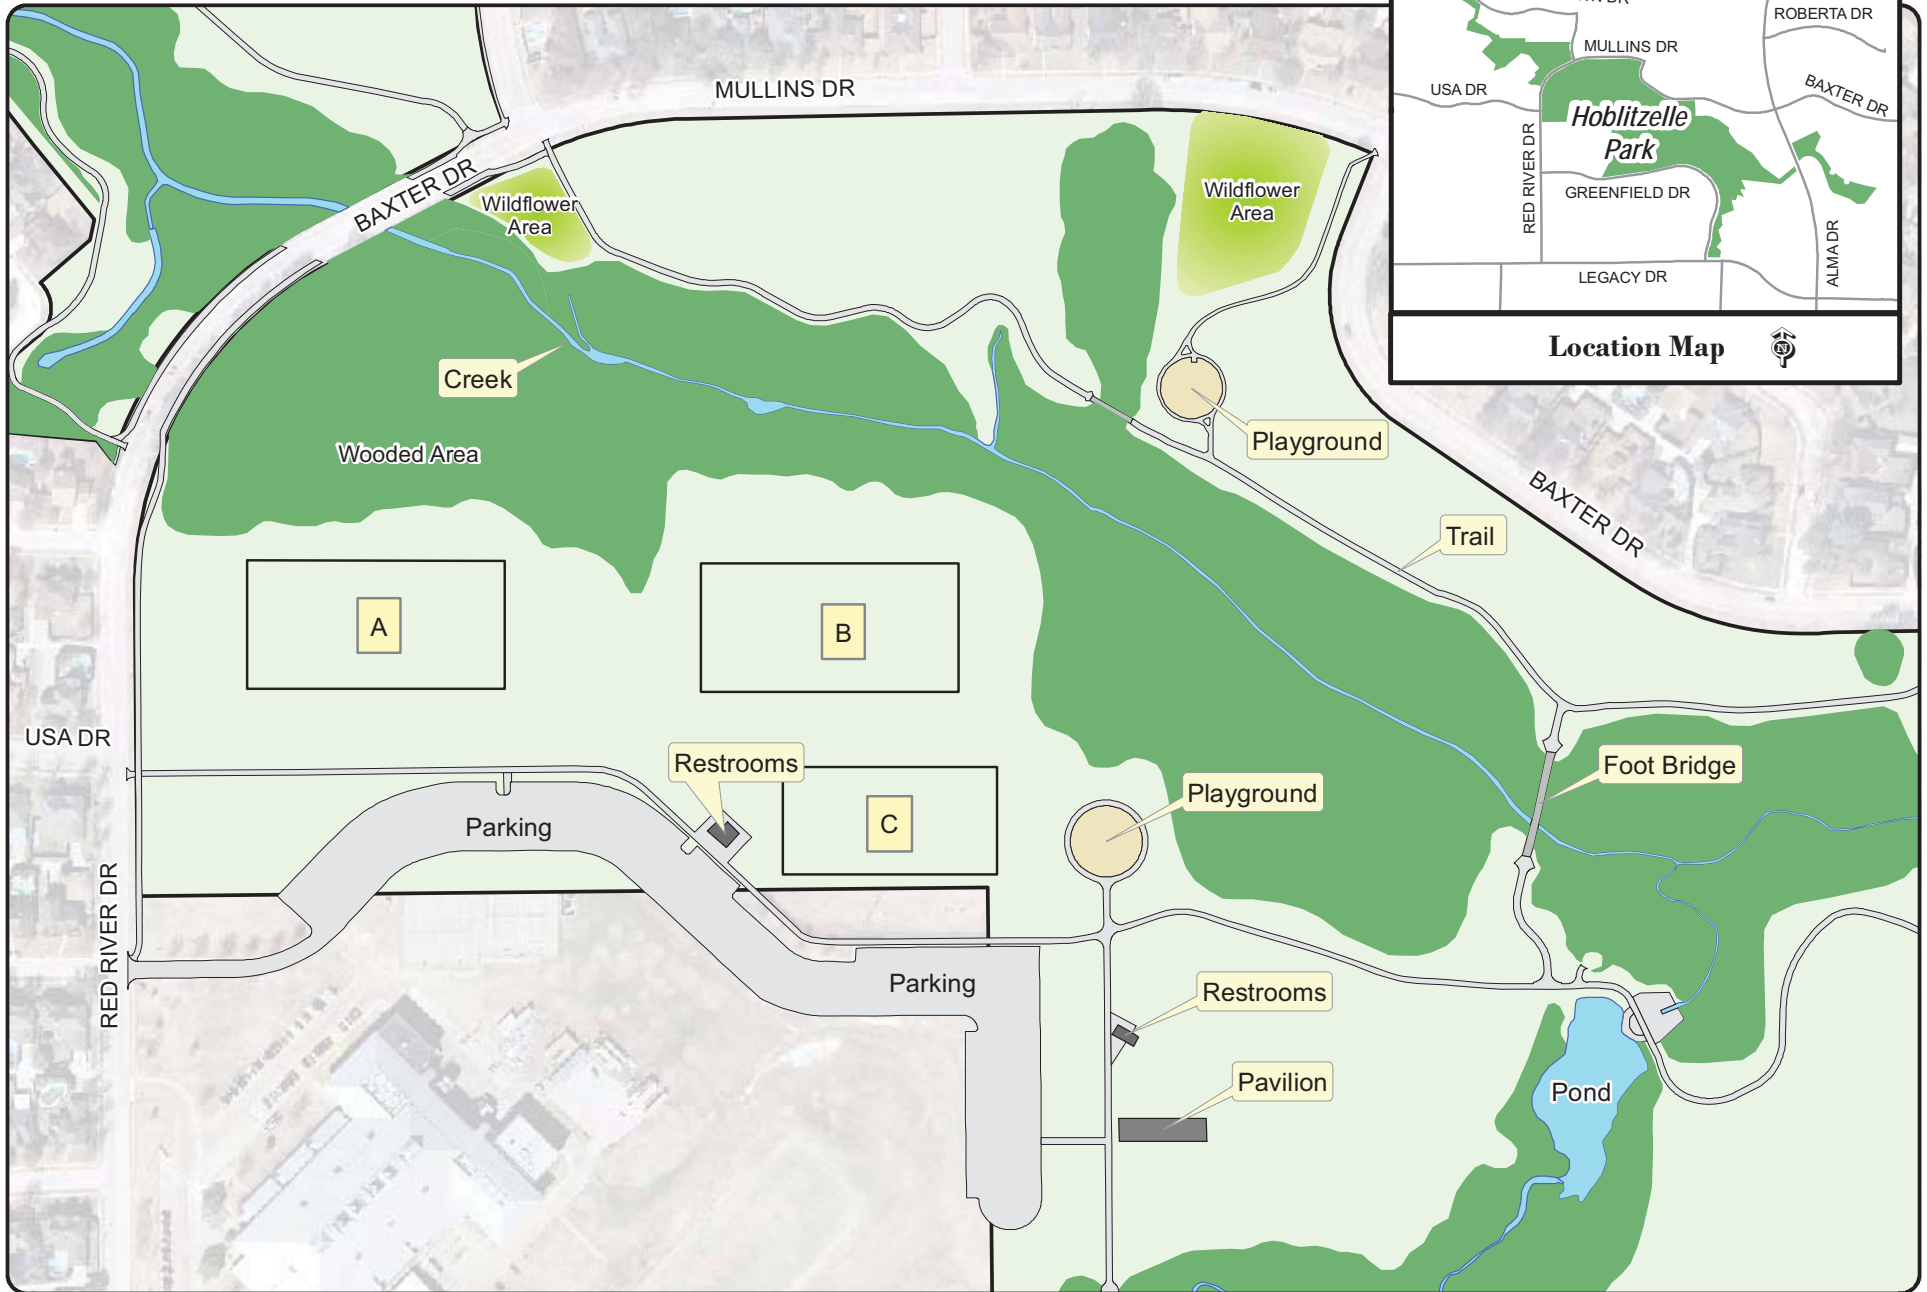 MULLINS DR
BAXTER DR
Wildflower
Area
Wildflower
Area
Creek
Wooded Area
Playground
Trail
BAXTER DR
A
B
USA DR
Restrooms
C
Playground
Foot Bridge
Parking
RED RIVER DR
Parking
Restrooms
Pavilion
Pond
ROBERTA DR
MULLINS DR
USA DR
BAXTER DR
Hoblitzelle
Park
RED RIVER DR
GREENFIELD DR
ALMA DR
LEGACY DR
Location Map
N